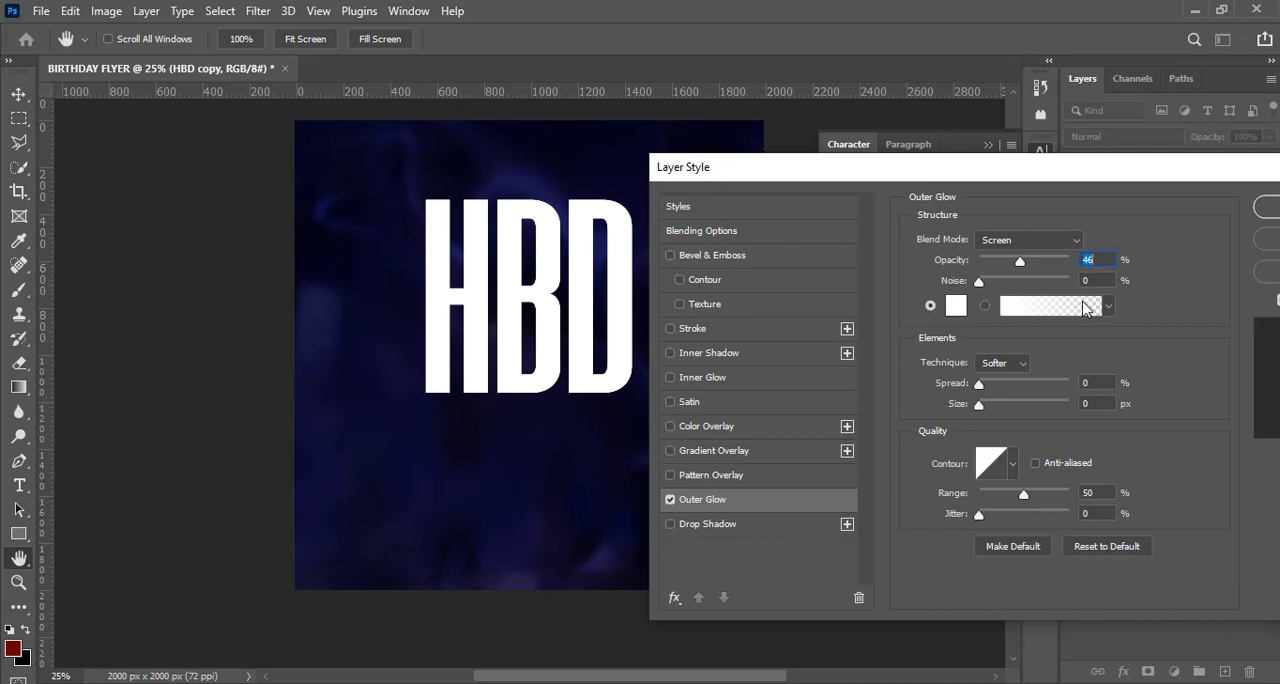 Ps File Edit Image Layer Type Select Filter 3D View Plugins Window Help
Scroll All Windows 100% Fit Screen Fill Screen
BIRTHDAY FLYER @ 25% (HBD copy, RGB/8#) *
1000 800 600 400 200 0 200 400 600 800 1000 1200 1400 1600 1800 2000 2200 2400 2600 2800
Layers Channels Paths
Kind
Normal Opacity: 100%
Character Paragraph
Layer Style
HBD
Styles
Blending Options
Bevel & Emboss
Contour
Texture
Stroke
Inner Shadow
Inner Glow
Satin
Color Overlay
Gradient Overlay
Pattern Overlay
Outer Glow
Drop Shadow
fx
Outer Glow
Structure
Blend Mode: Screen
Opacity: 46 %
Noise: 0 %
Elements
Technique: Softer
Spread: 0 %
Size: 0 px
Quality
Contour: Anti-aliased
Range: 50 %
Jitter: 0 %
Make Default Reset to Default
25% 2000 px x 2000 px (72 ppi)
fx